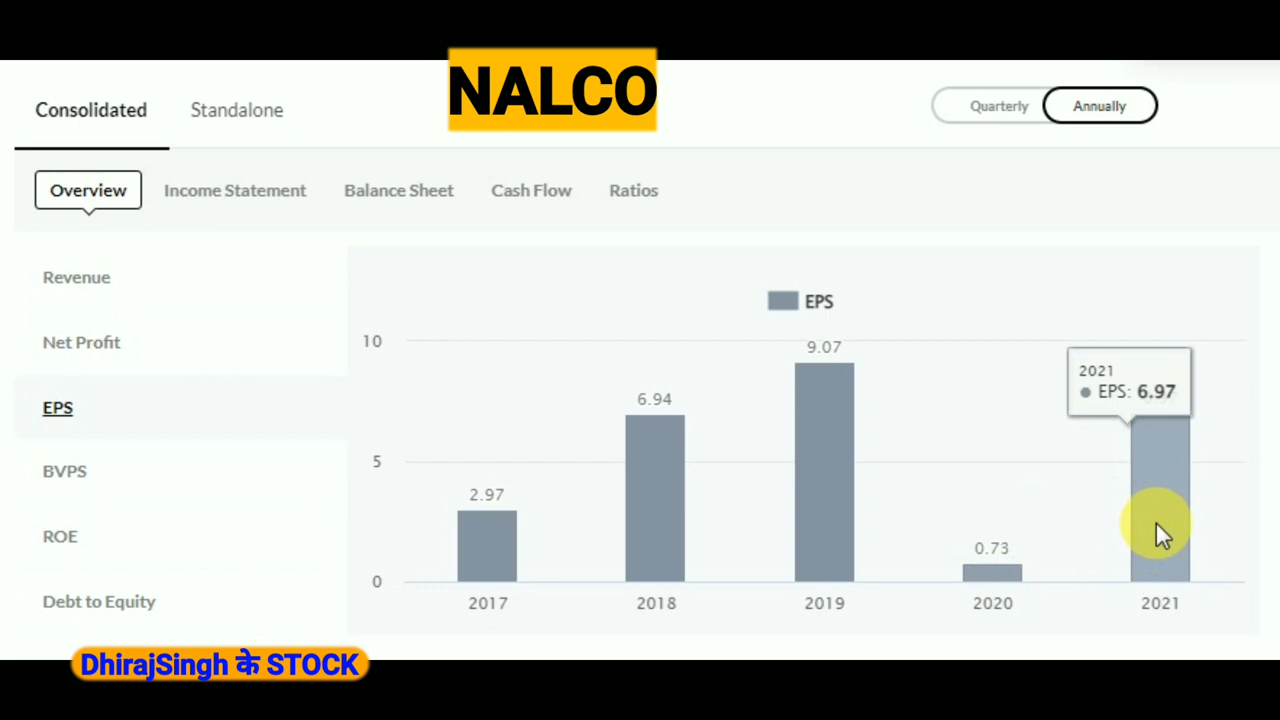 NALCO
Consolidated Standalone
Quarterly Annually
Overview Income Statement Balance Sheet Cash Flow Ratios
Revenue
Net Profit
EPS
BVPS
ROE
Debt to Equity
EPS
10
5
0
2.97
6.94
9.07
0.73
2021
EPS: 6.97
2017 2018 2019 2020 2021
DhirajSingh के STOCK